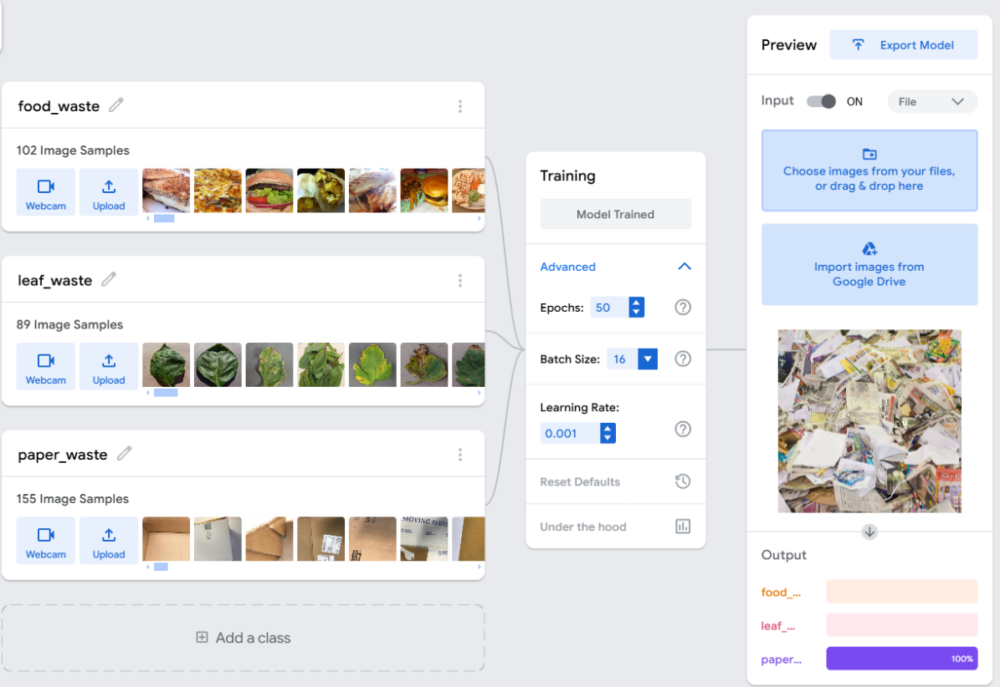 food_waste
102 Image Samples
Webcam
Upload
leaf_waste
89 Image Samples
Webcam
Upload
paper_waste
155 Image Samples
Webcam
Upload
MOVING SERV
Add a class
Training
Model Trained
Advanced
Epochs: 50
Batch Size: 16
Learning Rate:
0.001
Reset Defaults
Under the hood
Preview
Export Model
Input
ON
File
Choose images from your files,
or drag & drop here
Import images from
Google Drive
Output
food_...
leaf_...
paper...
100%